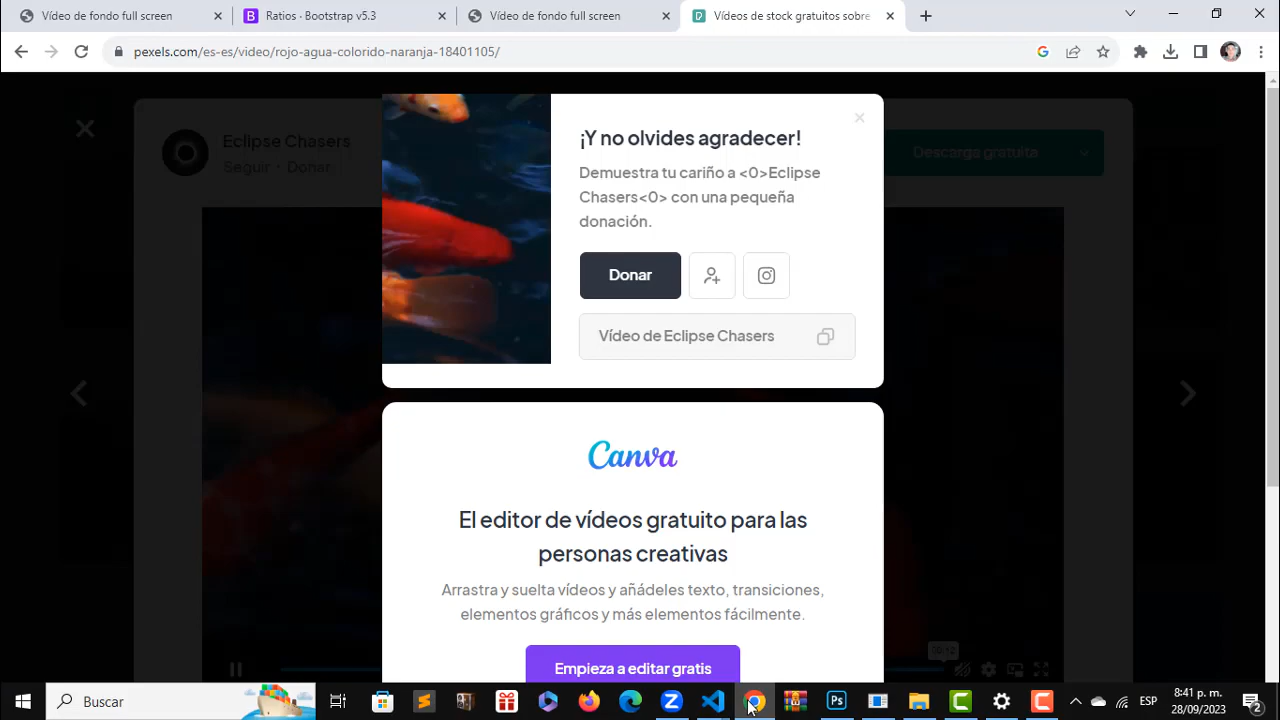 Vídeo de fondo full screen
Ratios · Bootstrap v5.3
Vídeo de fondo full screen
Vídeos de stock gratuitos sobre
pexels.com/es-es/video/rojo-agua-colorido-naranja-18401105/
Eclipse Chasers
Seguir · Donar
Descarga gratuita
¡Y no olvides agradecer!
Demuestra tu cariño a <0>Eclipse
Chasers<0> con una pequeña
donación.
Donar
Vídeo de Eclipse Chasers
Canva
El editor de vídeos gratuito para las
personas creativas
Arrastra y suelta vídeos y añádeles texto, transiciones,
elementos gráficos y más elementos fácilmente.
Empieza a editar gratis
00:12
Buscar
ESP
8:41 p. m.
28/09/2023
2